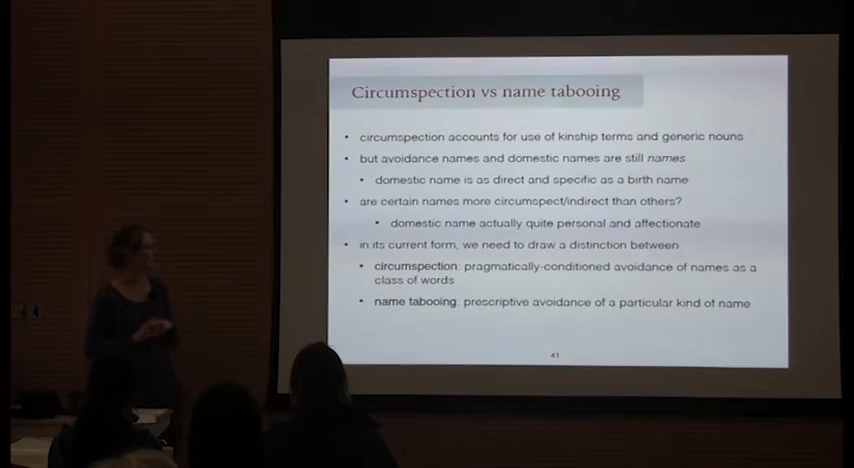 Circumspection vs name tabooing
• circumspection accounts for use of kinship terms and generic nouns
• but avoidance names and domestic names are still names
• domestic name is as direct and specific as a birth name
• are certain names more circumspect/indirect than others?
• domestic name actually quite personal and affectionate
• in its current form, we need to draw a distinction between:
• circumspection: pragmatically-conditioned avoidance of names as a
class of words
• name tabooing: prescriptive avoidance of a particular kind of name
41